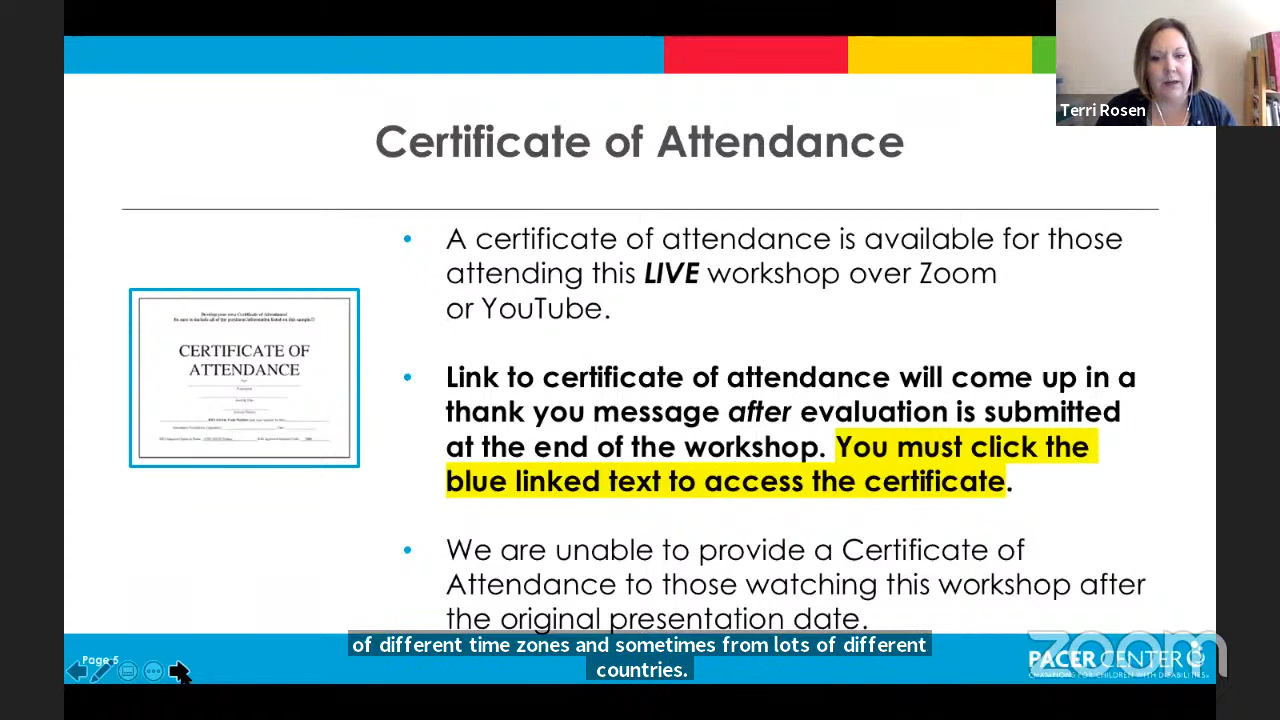 Terri Rosen
Certificate of Attendance
• A certificate of attendance is available for those
attending this LIVE workshop over Zoom
or YouTube.
CERTIFICATE OF
ATTENDANCE
• Link to certificate of attendance will come up in a
thank you message after evaluation is submitted
at the end of the workshop. You must click the
blue linked text to access the certificate.
• We are unable to provide a Certificate of
Attendance to those watching this workshop after
the original presentation date.
of different time zones and sometimes from lots of different
countries.
Page 5
zoom
PACER CENTER
CHAMPIONS FOR CHILDREN WITH DISABILITIES